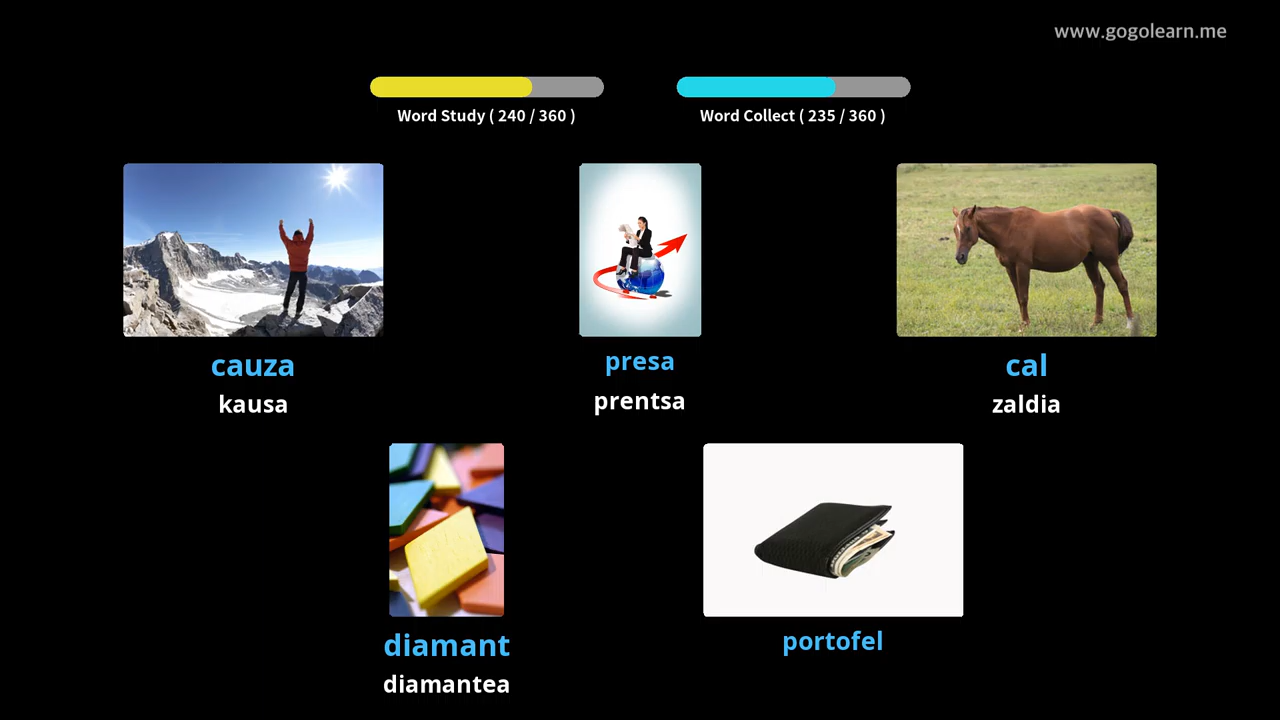 www.gogolearn.me
Word Study ( 240 / 360 )
Word Collect ( 235 / 360 )
cauza
kausa
presa
prentsa
cal
zaldia
diamant
diamantea
portofel